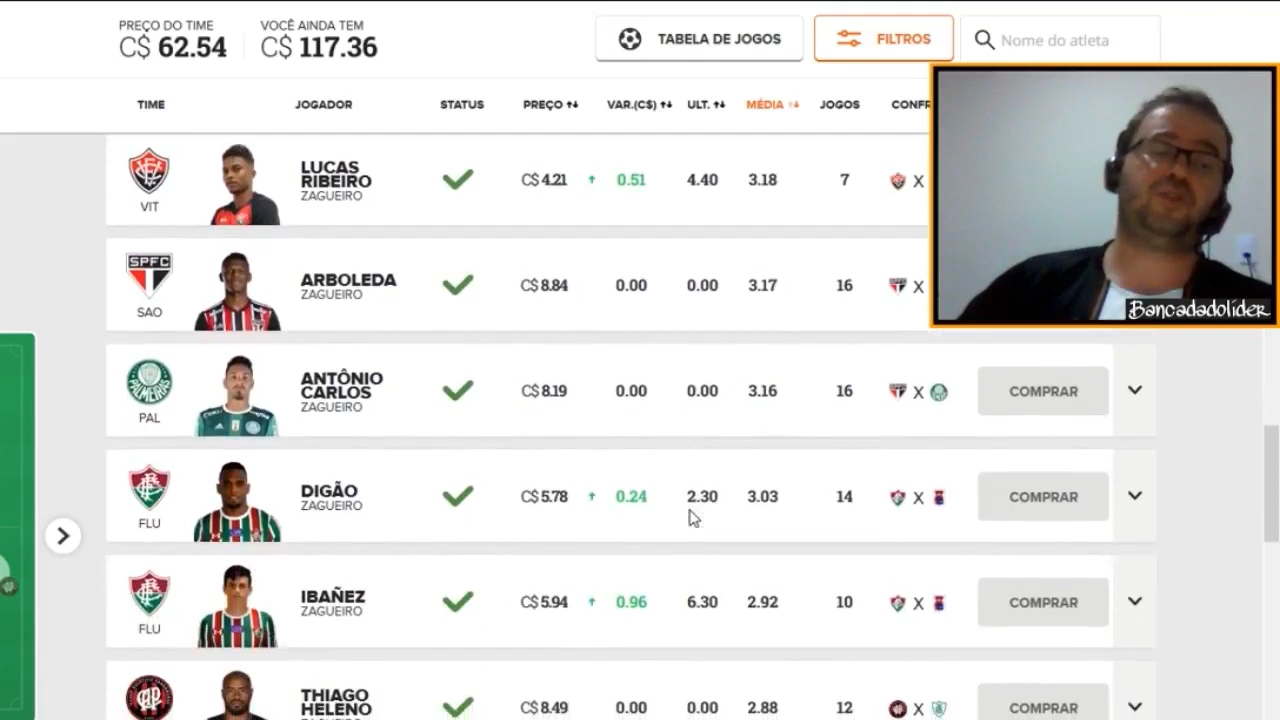 PREÇO DO TIME
C$ 62.54
VOCÊ AINDA TEM
C$ 117.36
TABELA DE JOGOS
FILTROS
Nome do atleta
TIME JOGADOR STATUS PREÇO VAR.(C$) ULT. MÉDIA JOGOS CONFR
VIT
LUCAS
RIBEIRO
ZAGUEIRO
C$ 4.21 0.51 4.40 3.18 7 X
SPFC
SAO
ARBOLEDA
ZAGUEIRO
C$ 8.84 0.00 0.00 3.17 16 X
Bancadadolider
PALMEIRAS
PAL
ANTÔNIO
CARLOS
ZAGUEIRO
C$ 8.19 0.00 0.00 3.16 16 X COMPRAR
FLU
DIGÃO
ZAGUEIRO
C$ 5.78 0.24 2.30 3.03 14 X COMPRAR
FLU
IBAÑEZ
ZAGUEIRO
C$ 5.94 0.96 6.30 2.92 10 X COMPRAR
CAP
THIAGO
HELENO
ZAGUEIRO
C$ 8.49 0.00 0.00 2.88 12 X COMPRAR